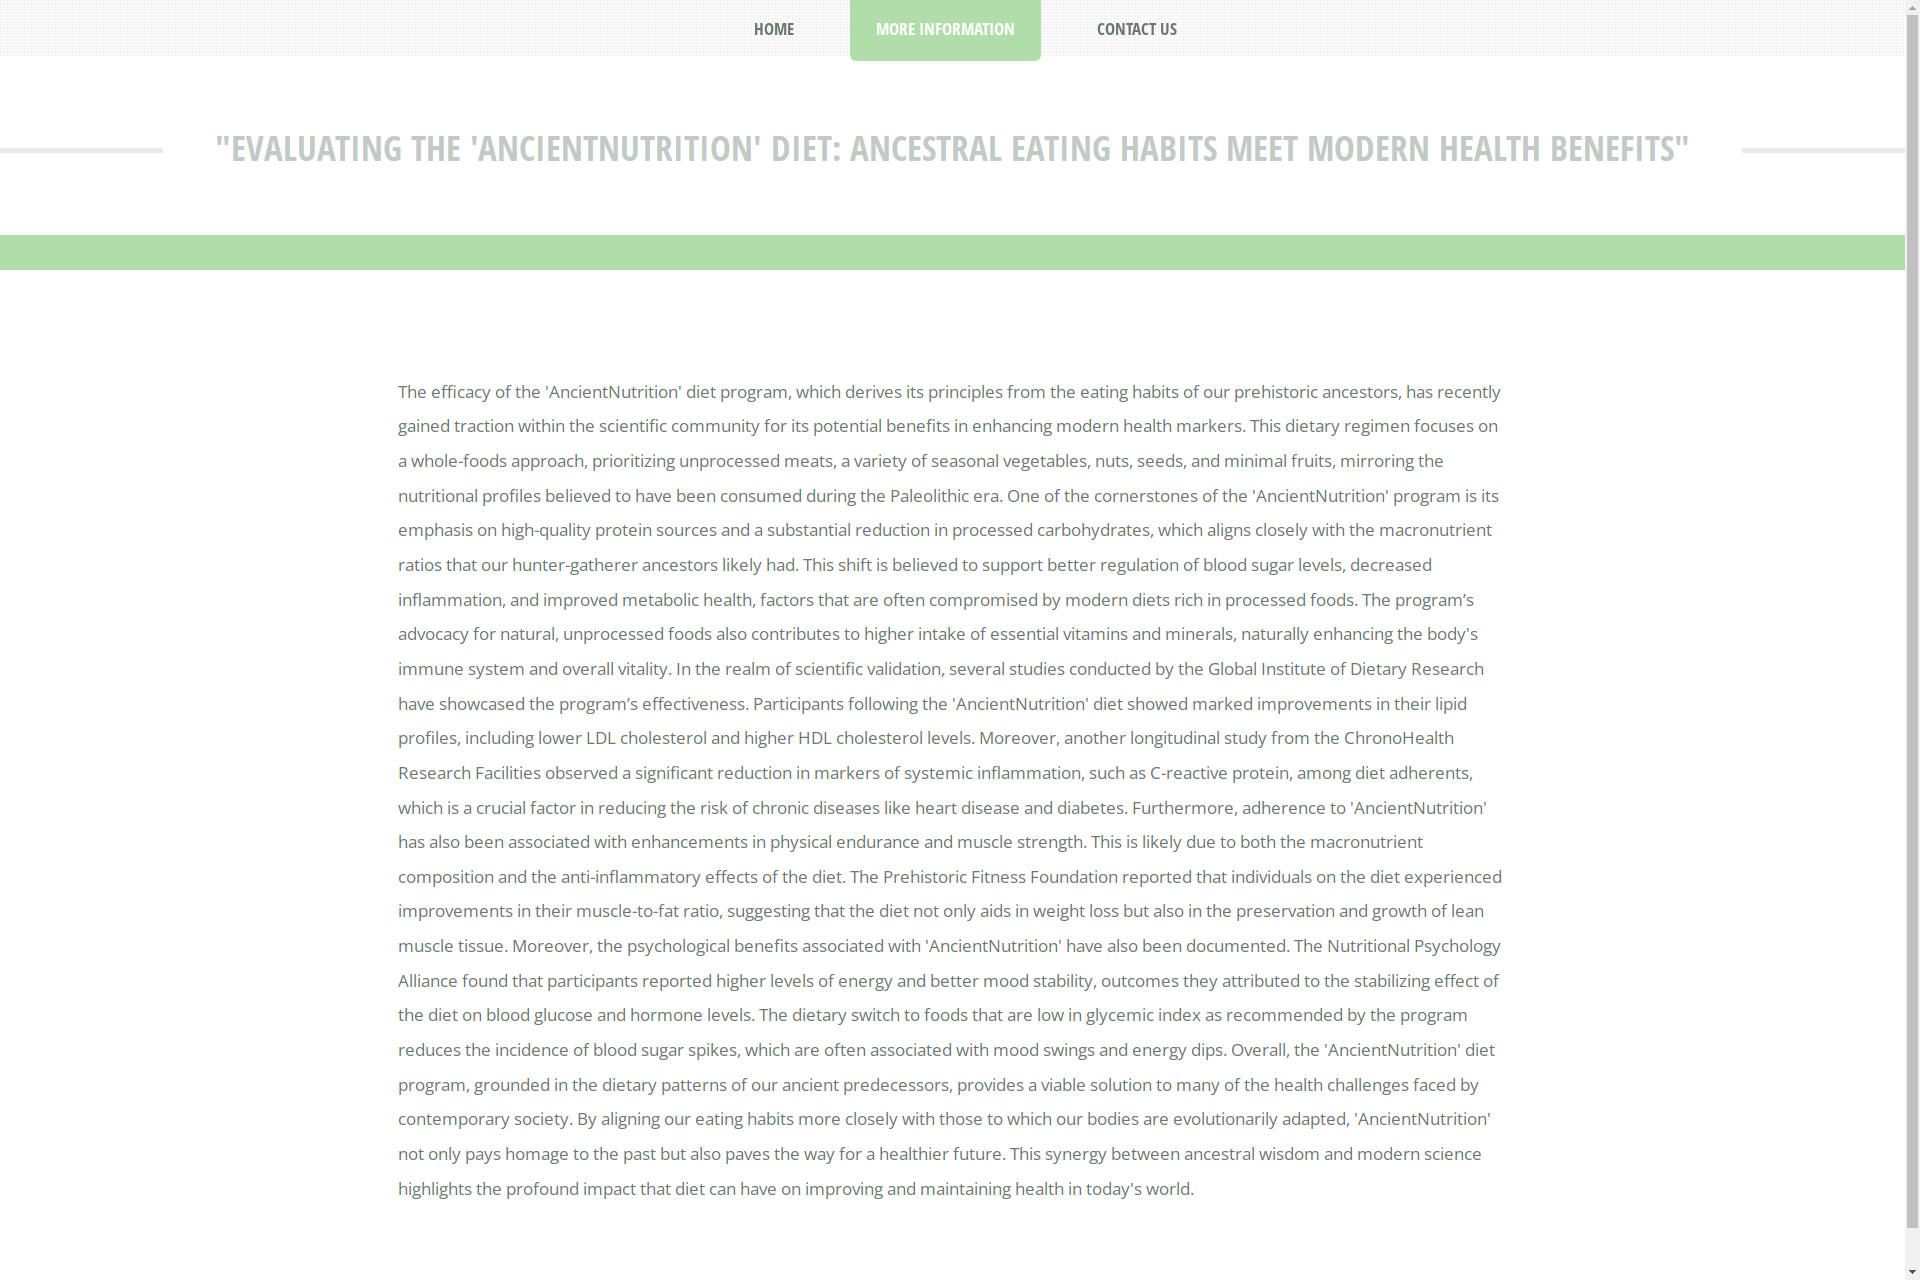 HOME
MORE INFORMATION
CONTACT US
"EVALUATING THE 'ANCIENTNUTRITION' DIET: ANCESTRAL EATING HABITS MEET MODERN HEALTH BENEFITS"
The efficacy of the 'AncientNutrition' diet program, which derives its principles from the eating habits of our prehistoric ancestors, has recently
gained traction within the scientific community for its potential benefits in enhancing modern health markers. This dietary regimen focuses on
a whole-foods approach, prioritizing unprocessed meats, a variety of seasonal vegetables, nuts, seeds, and minimal fruits, mirroring the
nutritional profiles believed to have been consumed during the Paleolithic era. One of the cornerstones of the 'AncientNutrition' program is its
emphasis on high-quality protein sources and a substantial reduction in processed carbohydrates, which aligns closely with the macronutrient
ratios that our hunter-gatherer ancestors likely had. This shift is believed to support better regulation of blood sugar levels, decreased
inflammation, and improved metabolic health, factors that are often compromised by modern diets rich in processed foods. The program’s
advocacy for natural, unprocessed foods also contributes to higher intake of essential vitamins and minerals, naturally enhancing the body's
immune system and overall vitality. In the realm of scientific validation, several studies conducted by the Global Institute of Dietary Research
have showcased the program’s effectiveness. Participants following the 'AncientNutrition' diet showed marked improvements in their lipid
profiles, including lower LDL cholesterol and higher HDL cholesterol levels. Moreover, another longitudinal study from the ChronoHealth
Research Facilities observed a significant reduction in markers of systemic inflammation, such as C-reactive protein, among diet adherents,
which is a crucial factor in reducing the risk of chronic diseases like heart disease and diabetes. Furthermore, adherence to 'AncientNutrition'
has also been associated with enhancements in physical endurance and muscle strength. This is likely due to both the macronutrient
composition and the anti-inflammatory effects of the diet. The Prehistoric Fitness Foundation reported that individuals on the diet experienced
improvements in their muscle-to-fat ratio, suggesting that the diet not only aids in weight loss but also in the preservation and growth of lean
muscle tissue. Moreover, the psychological benefits associated with 'AncientNutrition' have also been documented. The Nutritional Psychology
Alliance found that participants reported higher levels of energy and better mood stability, outcomes they attributed to the stabilizing effect of
the diet on blood glucose and hormone levels. The dietary switch to foods that are low in glycemic index as recommended by the program
reduces the incidence of blood sugar spikes, which are often associated with mood swings and energy dips. Overall, the 'AncientNutrition' diet
program, grounded in the dietary patterns of our ancient predecessors, provides a viable solution to many of the health challenges faced by
contemporary society. By aligning our eating habits more closely with those to which our bodies are evolutionarily adapted, 'AncientNutrition'
not only pays homage to the past but also paves the way for a healthier future. This synergy between ancestral wisdom and modern science
highlights the profound impact that diet can have on improving and maintaining health in today's world.